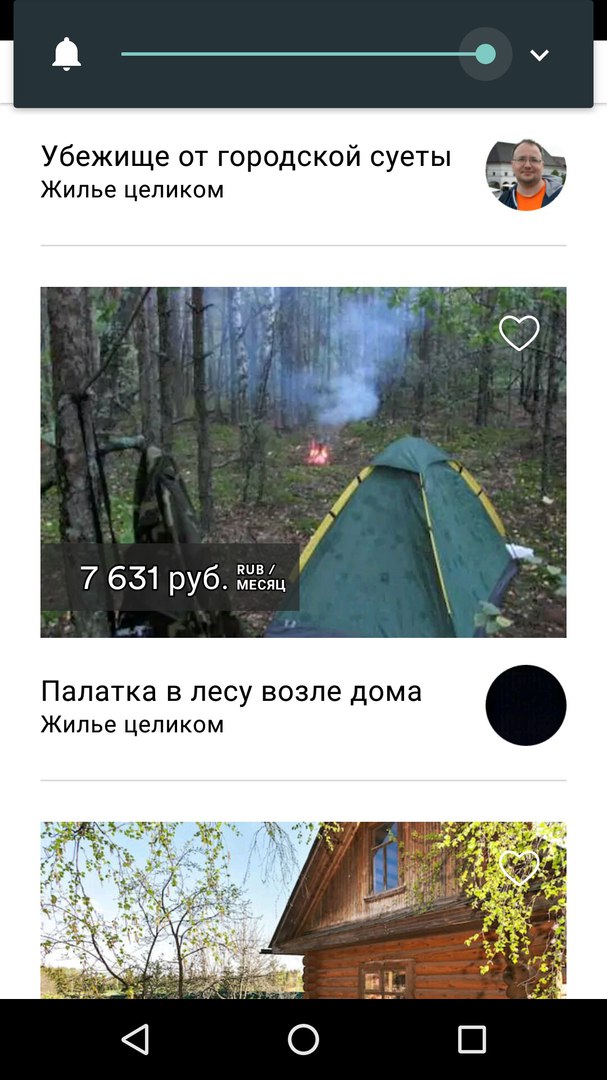 Убежище от городской суеты
Жилье целиком
7 631 руб. RUB /
МЕСЯЦ
Палатка в лесу возле дома
Жилье целиком